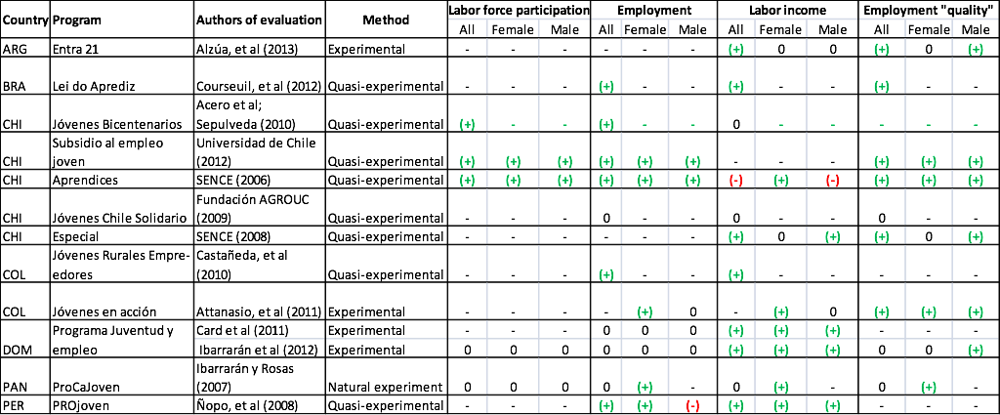 Country Program Authors of evaluation Method Labor force participation Employment Labor income Employment "quality"
All Female Male All Female Male All Female Male All Female Male
ARG Entra 21 Alzúa, et al (2013) Experimental - - - - - - (+) 0 0 (+) 0 (+)
BRA Lei do Aprediz Courseuil, et al (2012) Quasi-experimental - - - (+) - - (+) - - (+) - -
Acero et al;
CHI Jóvenes Bicentenarios Sepulveda (2010) Quasi-experimental (+) - - (+) - - 0 - - - - -
Subsidio al empleo Universidad de Chile
CHI joven (2012) Quasi-experimental (+) (+) (+) (+) (+) (+) - - - (+) (+) (+)
CHI Aprendices SENCE (2006) Quasi-experimental (+) (+) (+) (+) (+) (+) (-) (+) (-) (+) (+) (+)
Fundación AGROUC
CHI Jóvenes Chile Solidario (2009) Quasi-experimental - - - 0 - - 0 - - 0 - -
CHI Especial SENCE (2008) Quasi-experimental - - - - - - (+) 0 (+) (+) 0 (+)
Jóvenes Rurales Empre- Castañeda, et al
COL edores (2010) Quasi-experimental - - - (+) - - (+) - - - - -
COL Jóvenes en acción Attanasio, et al (2011) Experimental - - - - (+) 0 - (+) 0 (+) (+) (+)
Programa Juventud y Card et al (2011) Experimental - - - 0 0 0 (+) (+) (+) - - -
DOM empleo Ibarrarán et al (2012) Experimental 0 0 0 0 0 0 (+) (+) (+) 0 0 (+)
Ibarrarán y Rosas
PAN ProCaJoven (2007) Natural experiment 0 0 0 0 (+) - 0 (+) - 0 (+) -
PER PROjoven Ñopo, et al (2008) Quasi-experimental - - - (+) (+) (-) (+) (+) (+) - - -